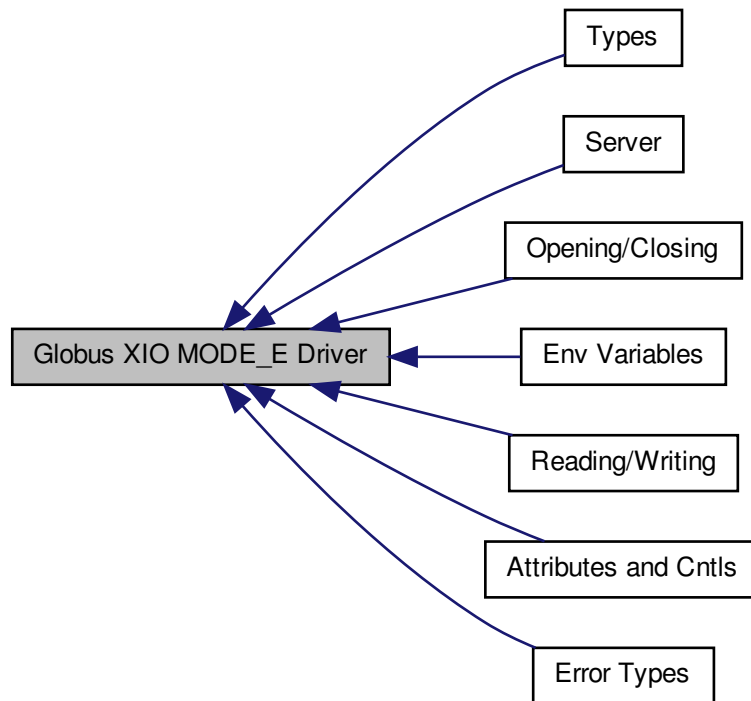 Types
Server
Opening/Closing
Globus XIO MODE_E Driver
Env Variables
Reading/Writing
Attributes and Cntls
Error Types